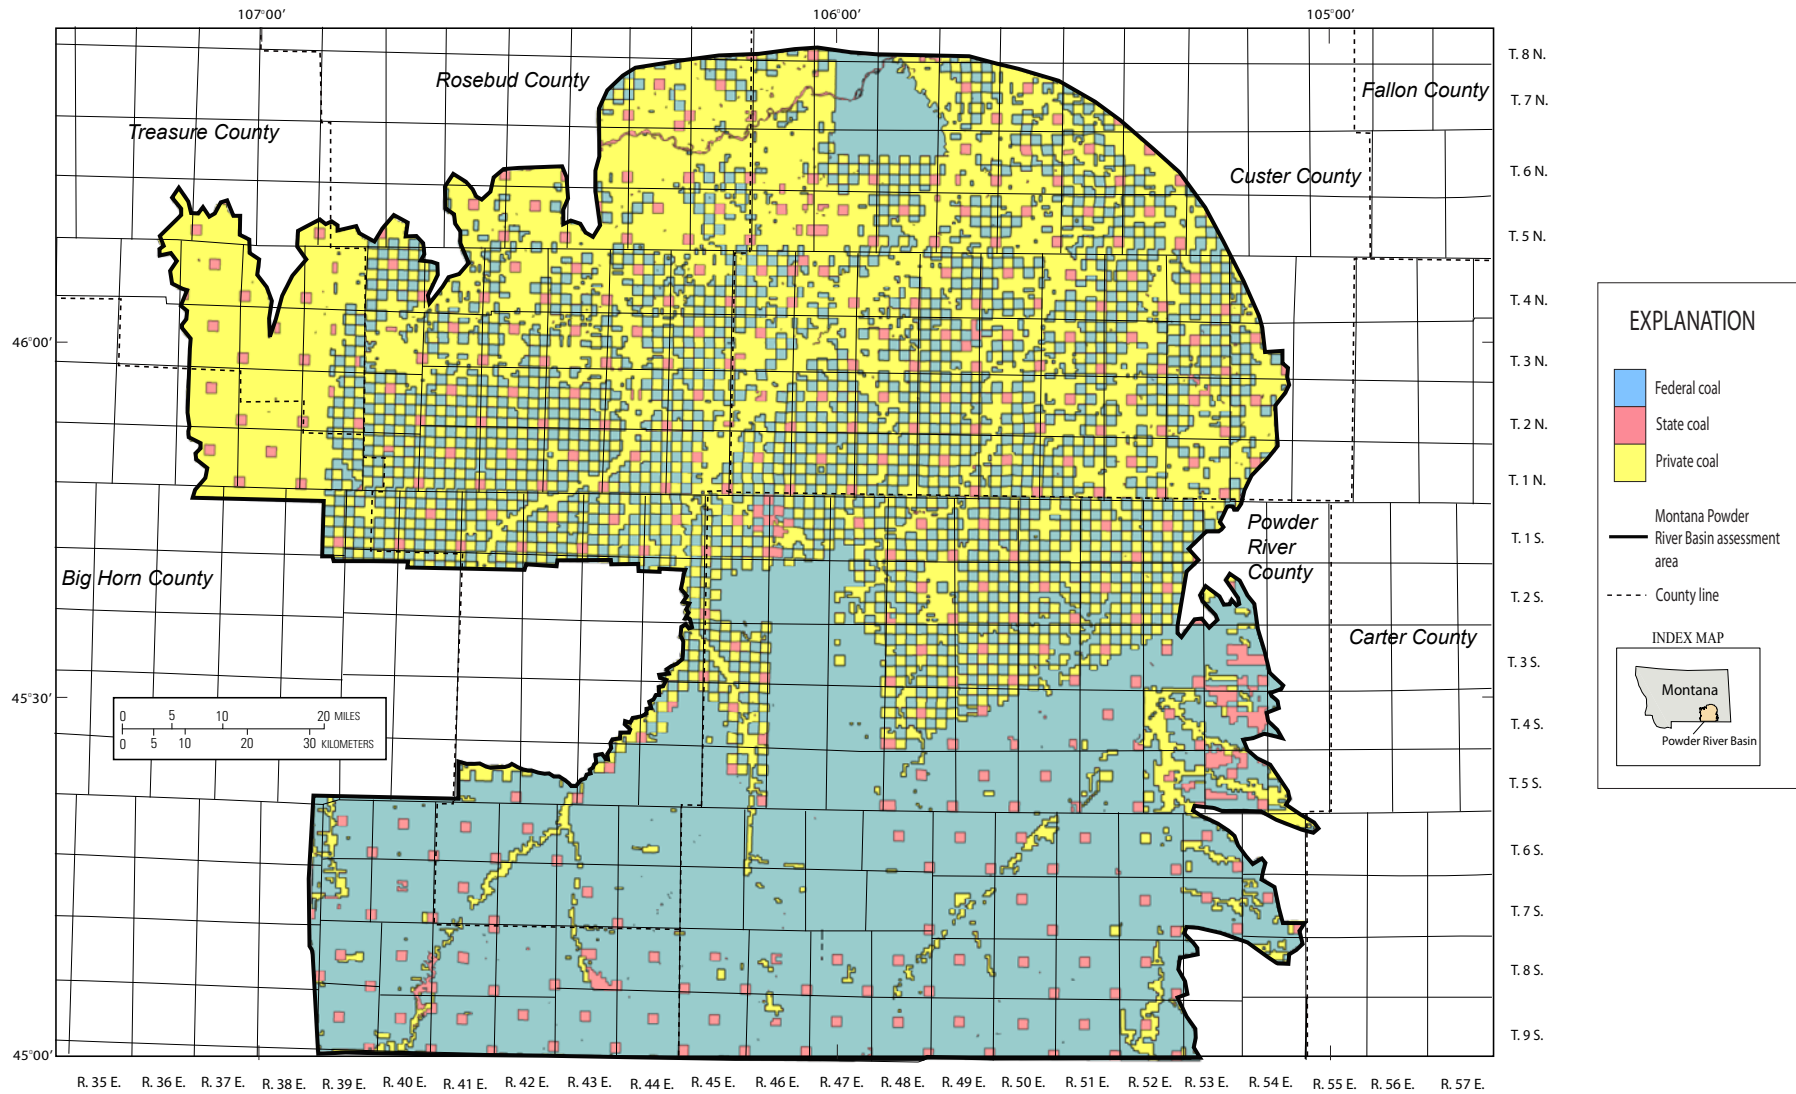 107°00′ 106°00′ 105°00′
T. 8 N.
Rosebud County
Fallon County
T. 7 N.
Treasure County
T. 6 N.
Custer County
T. 5 N.
T. 4 N.
46°00′
T. 3 N.
T. 2 N.
T. 1 N.
Powder
River
County
T. 1 S.
Big Horn County
T. 2 S.
Carter County
T. 3 S.
45°30′
0 5 10 20 MILES
0 5 10 20 30 KILOMETERS
T. 4 S.
T. 5 S.
T. 6 S.
T. 7 S.
T. 8 S.
T. 9 S.
45°00′
R. 35 E. R. 36 E. R. 37 E. R. 38 E. R. 39 E. R. 40 E. R. 41 E. R. 42 E. R. 43 E. R. 44 E. R. 45 E. R. 46 E. R. 47 E. R. 48 E. R. 49 E. R. 50 E. R. 51 E. R. 52 E. R. 53 E. R. 54 E. R. 55 E. R. 56 E. R. 57 E.
EXPLANATION
Federal coal
State coal
Private coal
Montana Powder
River Basin assessment
area
County line
INDEX MAP
Montana
Powder River Basin